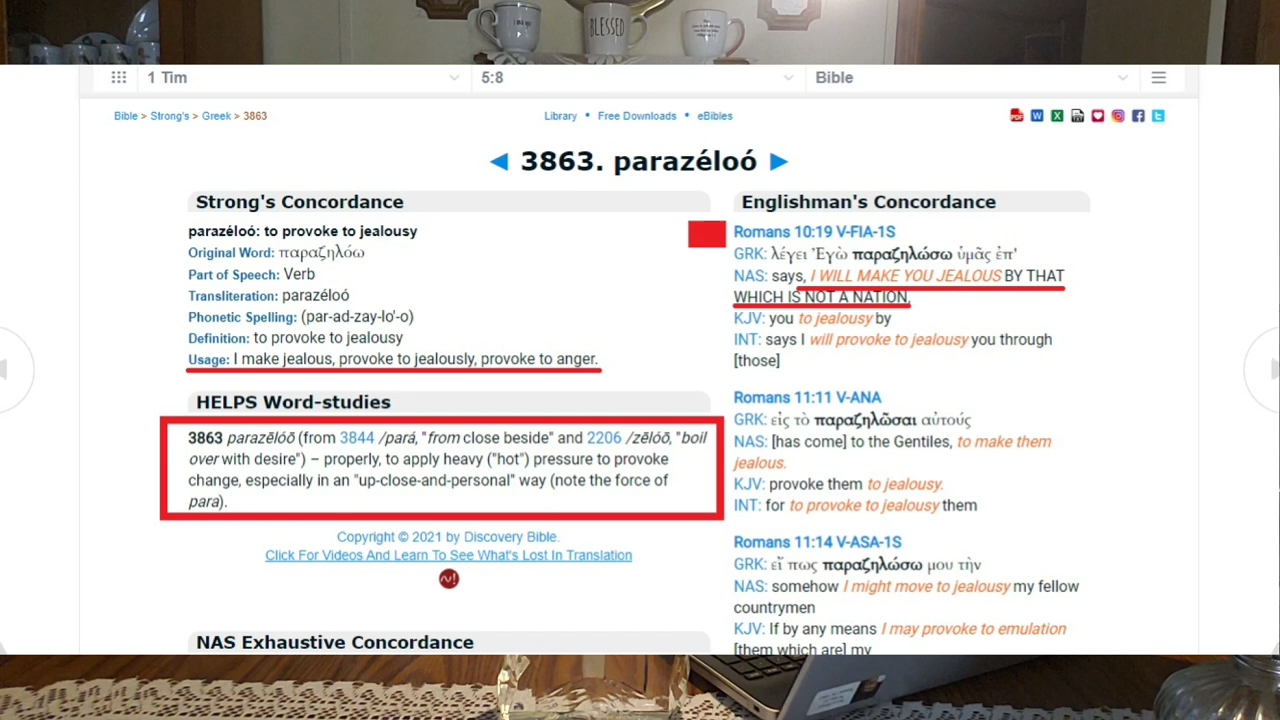 BLESSED
1 Tim 5:8 Bible
Bible > Strong's > Greek > 3863
Library • Free Downloads • eBibles
◄ 3863. parazéloó ►
Strong's Concordance
parazéloó: to provoke to jealousy
Original Word: παραζηλόω
Part of Speech: Verb
Transliteration: parazéloó
Phonetic Spelling: (par-ad-zay-lo'-o)
Definition: to provoke to jealousy
Usage: I make jealous, provoke to jealously, provoke to anger.
HELPS Word-studies
3863 parazēlóō (from 3844 /pará, "from close beside" and 2206 /zēlóō, "boil
over with desire") – properly, to apply heavy ("hot") pressure to provoke
change, especially in an "up-close-and-personal" way (note the force of
para).
Copyright © 2021 by Discovery Bible.
Click For Videos And Learn To See What's Lost In Translation
NAS Exhaustive Concordance
Englishman's Concordance
Romans 10:19 V-FIA-1S
GRK: λέγει Ἐγὼ παραζηλώσω ὑμᾶς ἐπ'
NAS: says, I WILL MAKE YOU JEALOUS BY THAT
WHICH IS NOT A NATION,
KJV: you to jealousy by
INT: says I will provoke to jealousy you through
[those]
Romans 11:11 V-ANA
GRK: εἰς τὸ παραζηλῶσαι αὐτούς
NAS: [has come] to the Gentiles, to make them
jealous.
KJV: provoke them to jealousy.
INT: for to provoke to jealousy them
Romans 11:14 V-ASA-1S
GRK: εἴ πως παραζηλώσω μου τὴν
NAS: somehow I might move to jealousy my fellow
countrymen
KJV: If by any means I may provoke to emulation
[them which are] my